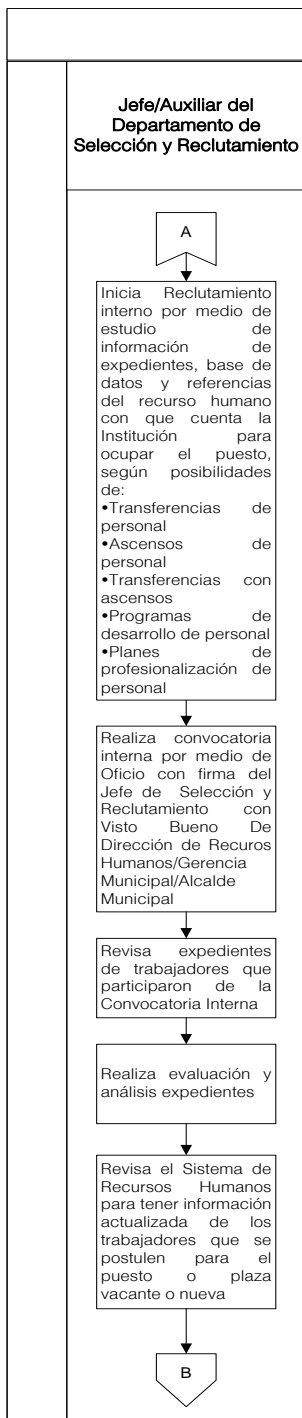 Jefe/Auxiliar del
Departamento de
Selección y Reclutamiento
A
Inicia Reclutamiento
interno por medio de
estudio de
información de
expedientes, base de
datos y referencias
del recurso humano
con que cuenta la
Institución para
ocupar el puesto,
según posibilidades
de:
•Transferencias de
personal
•Ascensos de
personal
•Transferencias con
ascensos
•Programas de
desarrollo de personal
•Planes de
profesionalización de
personal
Realiza convocatoria
interna por medio de
Oficio con firma del
Jefe de Selección y
Reclutamiento con
Visto Bueno De
Dirección de Recuros
Humanos/Gerencia
Municipal/Alcalde
Municipal
Revisa expedientes
de trabajadores que
participaron de la
Convocatoria Interna
Realiza evaluación y
análisis expedientes
Revisa el Sistema de
Recursos Humanos
para tener información
actualizada de los
trabajadores que se
postulen para el
puesto o plaza
vacante o nueva
B